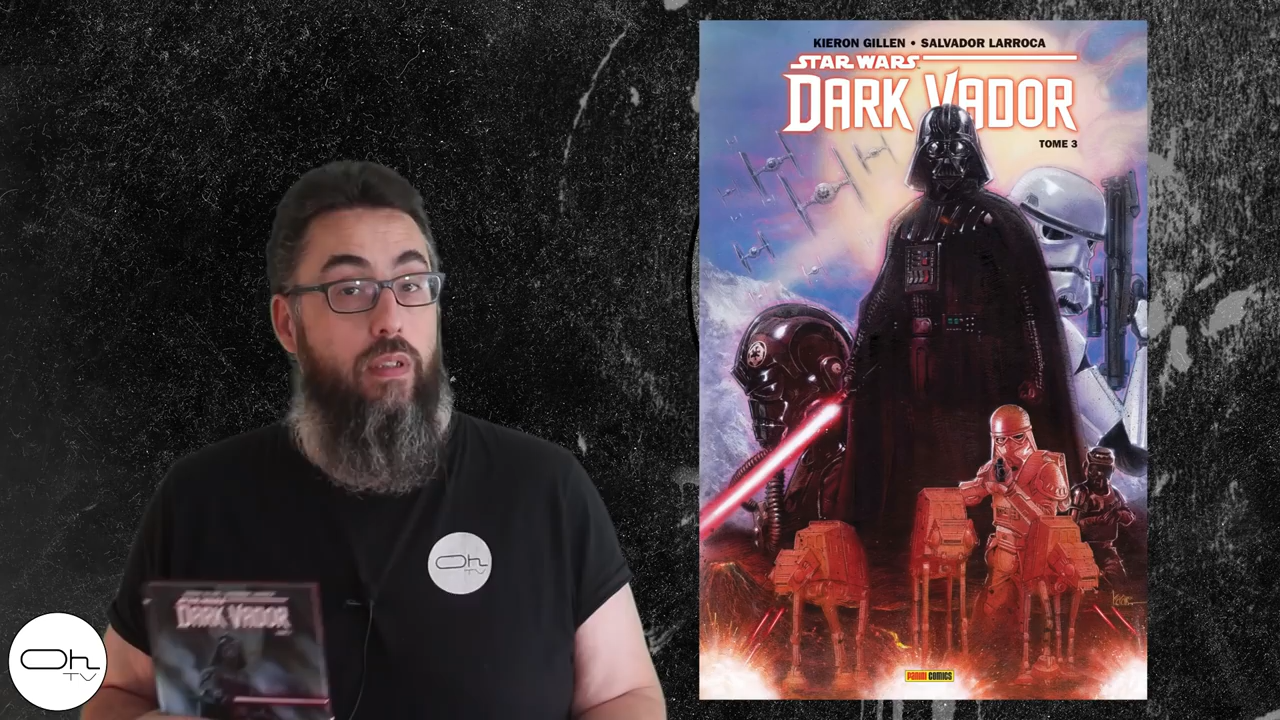 KIERON GILLEN • SALVADOR LARROCA
STAR WARS
DARK VADOR
TOME 3
PANINI COMICS
Oh
TV
DARK VADOR
Oh
TV